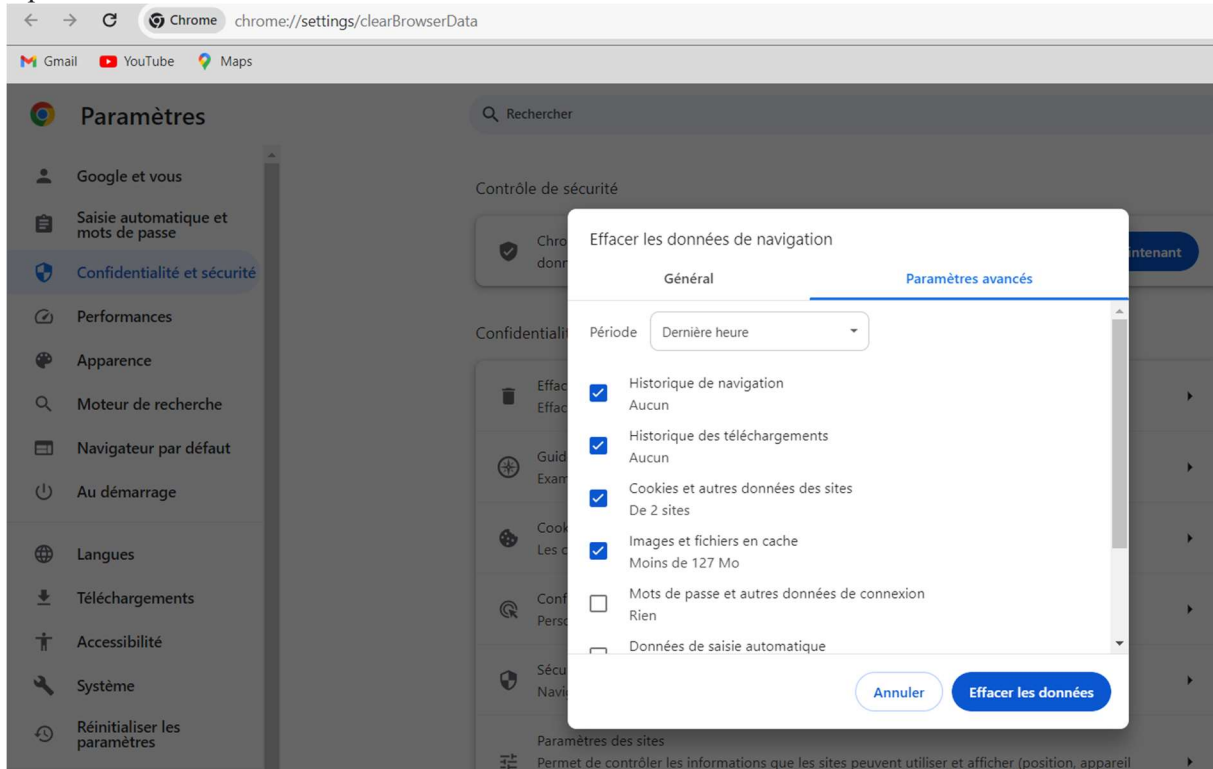 Chrome chrome://settings/clearBrowserData
Gmail YouTube Maps
Paramètres
Rechercher
Google et vous
Saisie automatique et
mots de passe
Confidentialité et sécurité
Performances
Apparence
Moteur de recherche
Navigateur par défaut
Au démarrage
Langues
Téléchargements
Accessibilité
Système
Réinitialiser les
paramètres
Contrôle de sécurité
Effacer les données de navigation
Général Paramètres avancés
Période Dernière heure
Historique de navigation
Aucun
Historique des téléchargements
Aucun
Cookies et autres données des sites
De 2 sites
Images et fichiers en cache
Moins de 127 Mo
Mots de passe et autres données de connexion
Rien
Données de saisie automatique
Annuler Effacer les données
Paramètres des sites
Permet de contrôler les informations que les sites peuvent utiliser et afficher (position, appareil